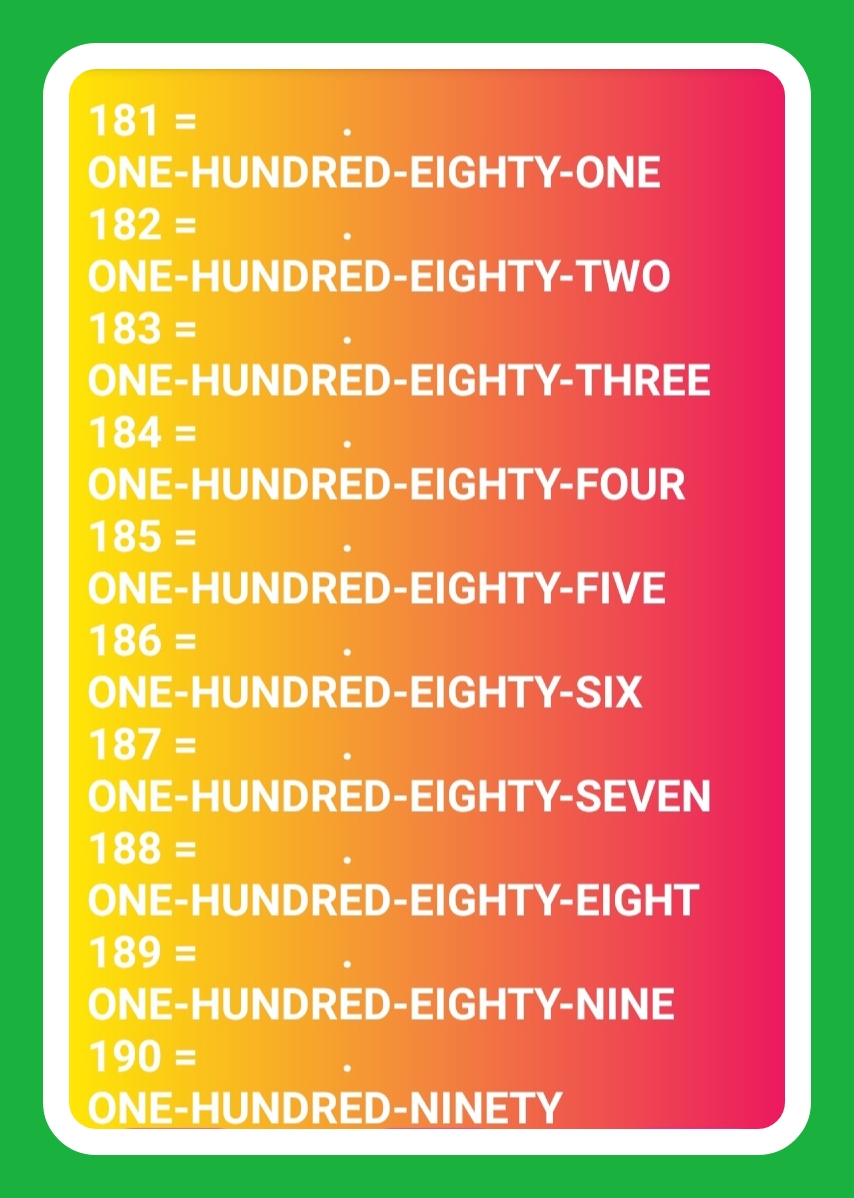 181 = .
ONE-HUNDRED-EIGHTY-ONE
182 = .
ONE-HUNDRED-EIGHTY-TWO
183 = .
ONE-HUNDRED-EIGHTY-THREE
184 = .
ONE-HUNDRED-EIGHTY-FOUR
185 = .
ONE-HUNDRED-EIGHTY-FIVE
186 = .
ONE-HUNDRED-EIGHTY-SIX
187 = .
ONE-HUNDRED-EIGHTY-SEVEN
188 = .
ONE-HUNDRED-EIGHTY-EIGHT
189 = .
ONE-HUNDRED-EIGHTY-NINE
190 = .
ONE-HUNDRED-NINETY